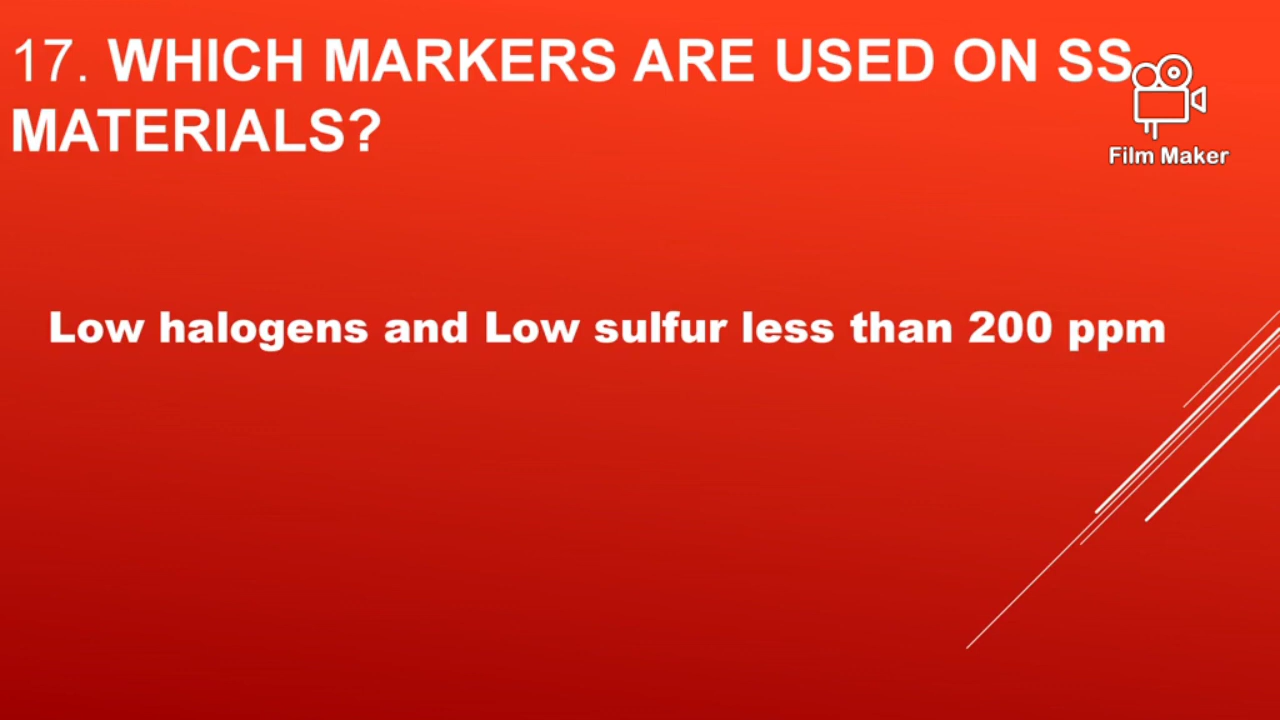 17. WHICH MARKERS ARE USED ON SS
MATERIALS?
Film Maker
Low halogens and Low sulfur less than 200 ppm